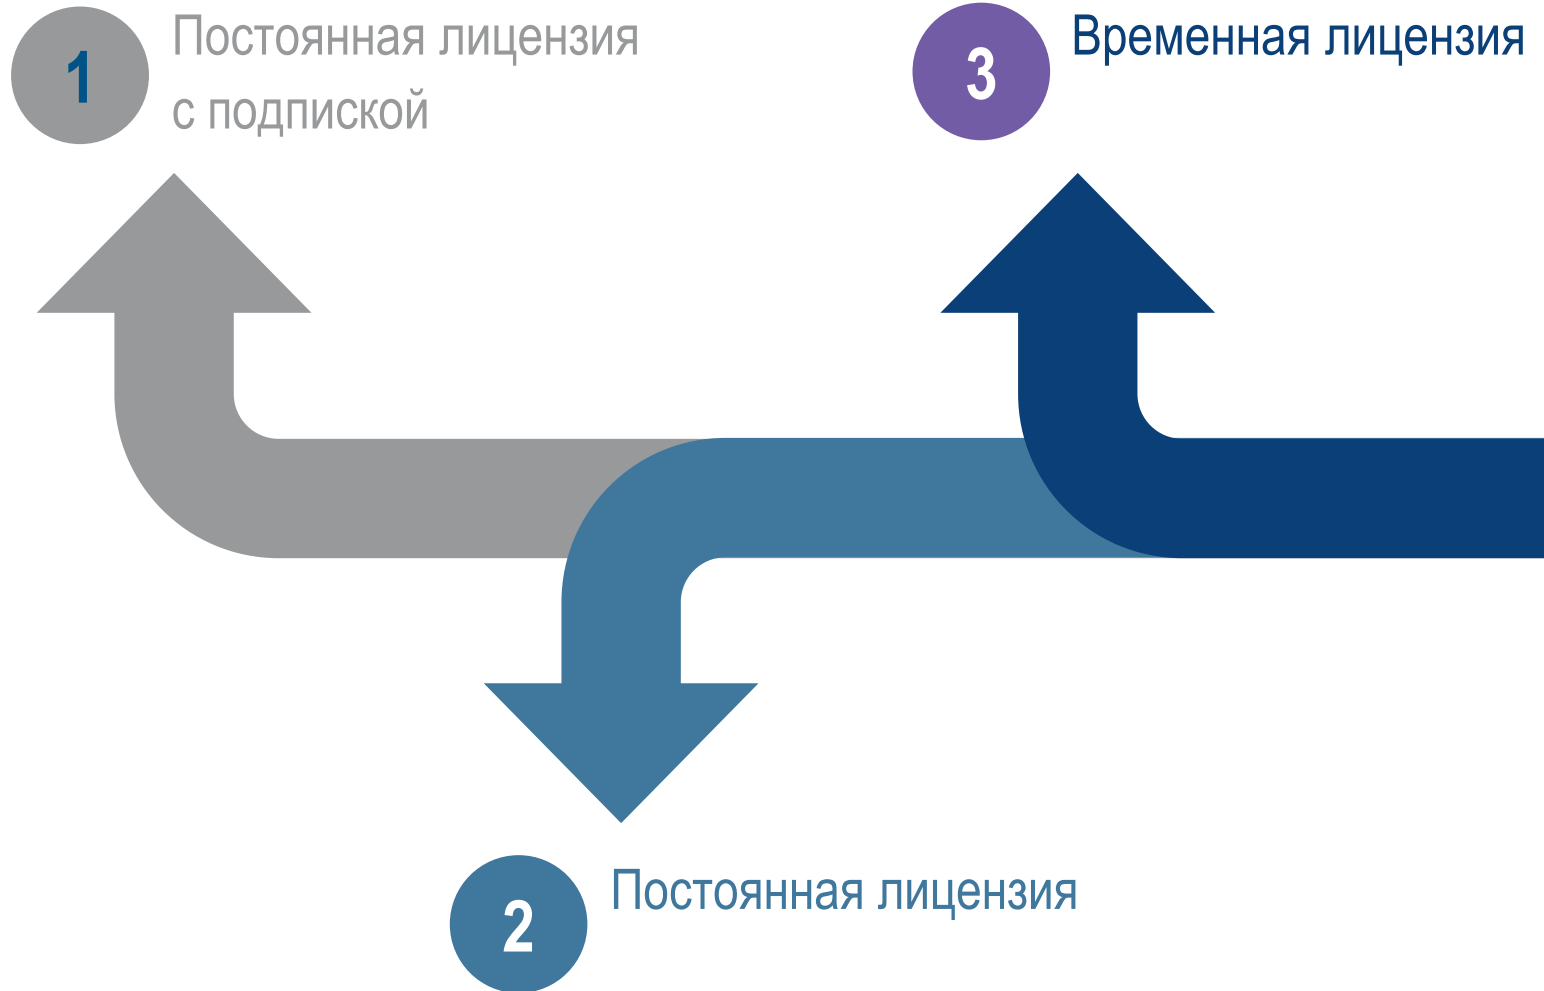 1
Постоянная лицензия
с подпиской
3
Временная лицензия
2
Постоянная лицензия